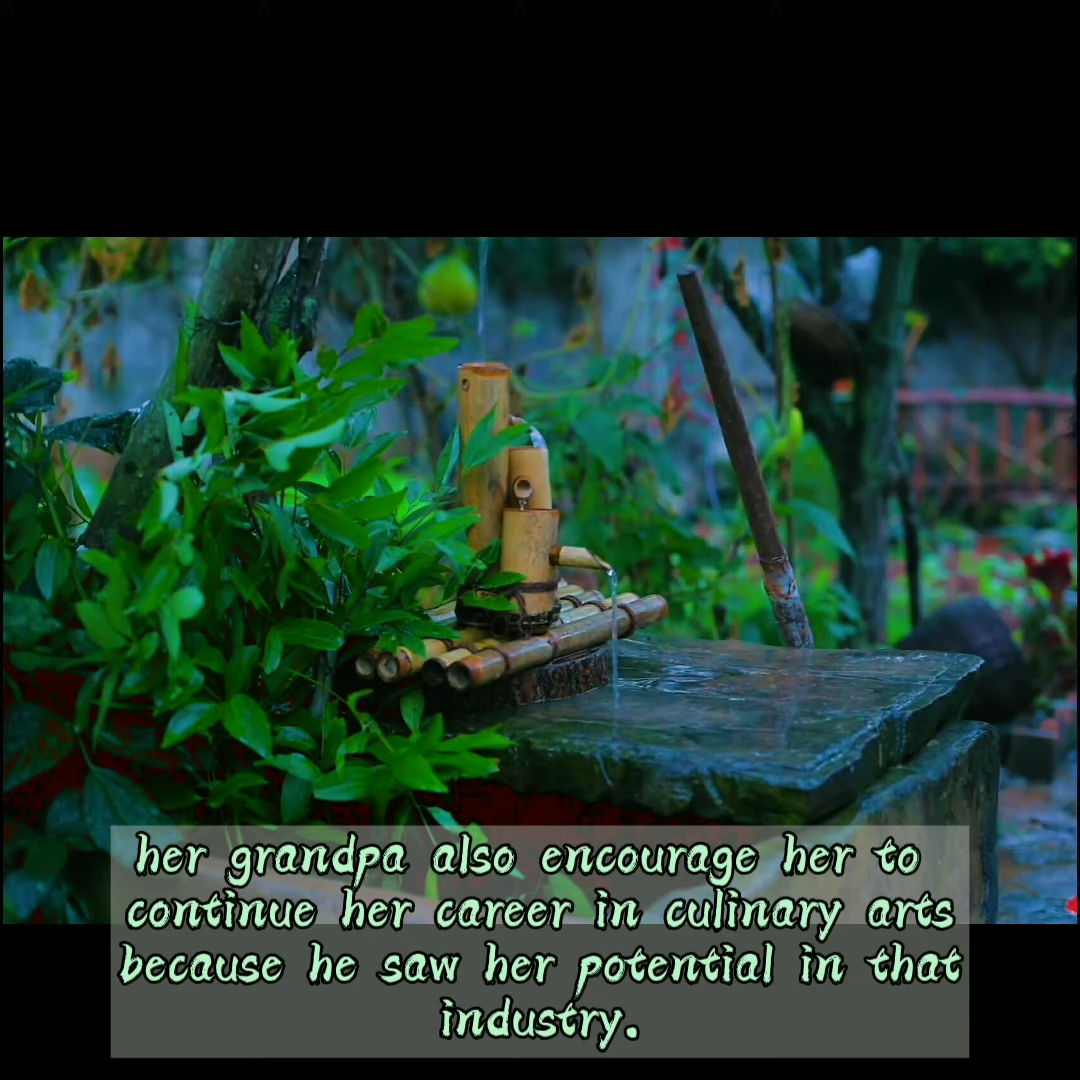 her grandpa also encourage her to
continue her career in culinary arts
because he saw her potential in that
industry.